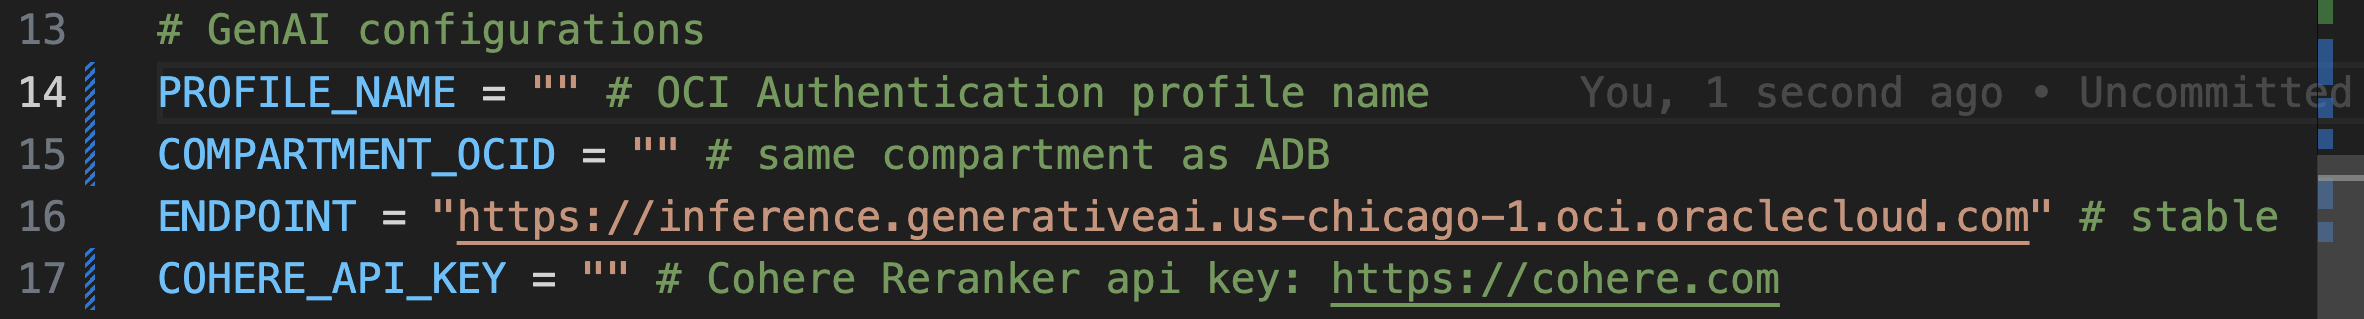 13 # GenAI configurations
14 PROFILE_NAME = "" # OCI Authentication profile name You, 1 second ago • Uncommitted
15 COMPARTMENT_OCID = "" # same compartment as ADB
16 ENDPOINT = "https://inference.generativeai.us-chicago-1.oci.oraclecloud.com" # stable
17 COHERE_API_KEY = "" # Cohere Reranker api key: https://cohere.com